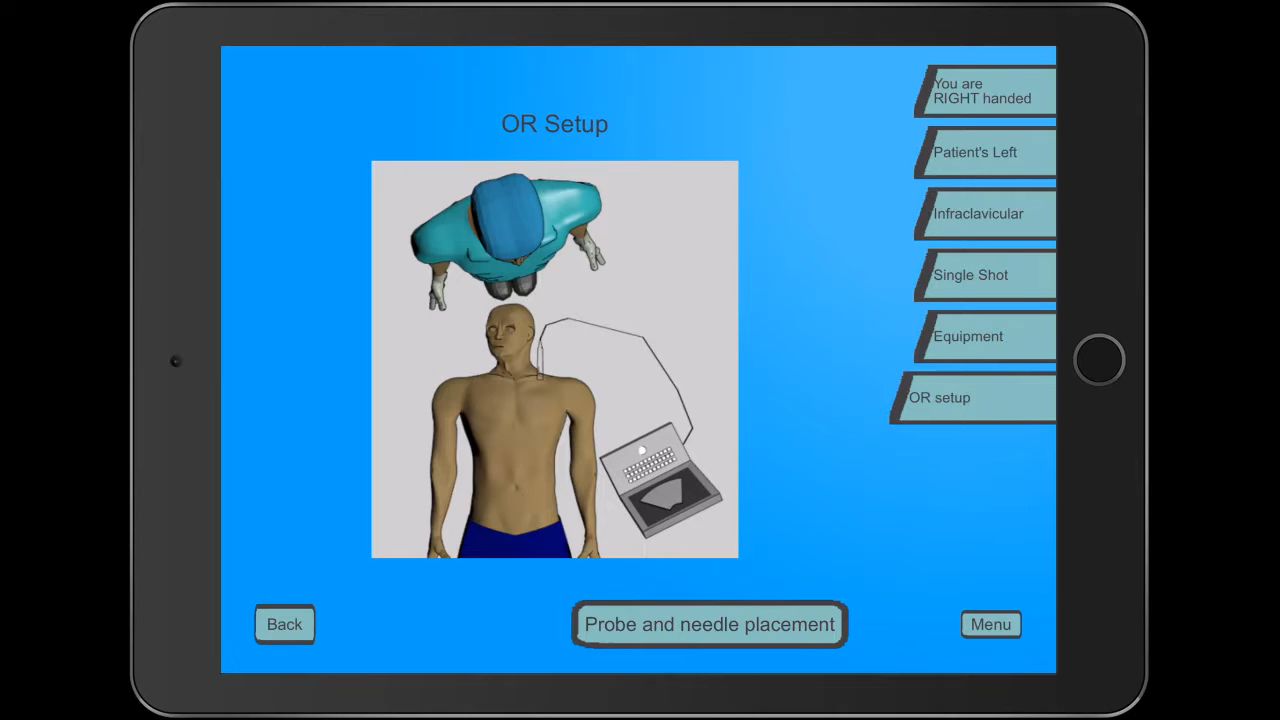 OR Setup
You are
RIGHT handed
Patient's Left
Infraclavicular
Single Shot
Equipment
OR setup
Back
Probe and needle placement
Menu